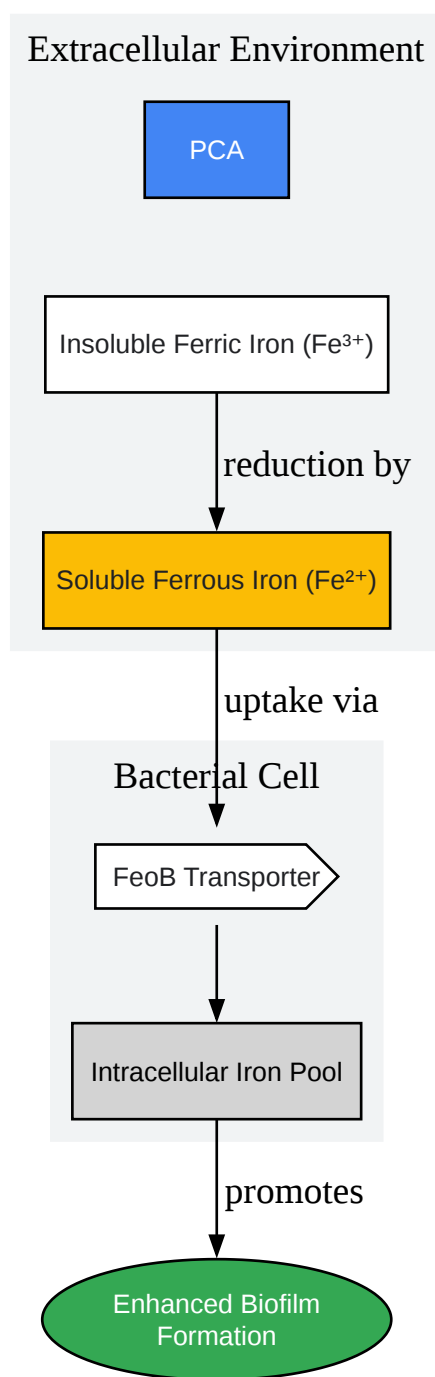 Extracellular Environment
PCA
Insoluble Ferric Iron (Fe³⁺)
reduction by
Soluble Ferrous Iron (Fe²⁺)
uptake via
Bacterial Cell
FeoB Transporter
Intracellular Iron Pool
promotes
Enhanced Biofilm
Formation